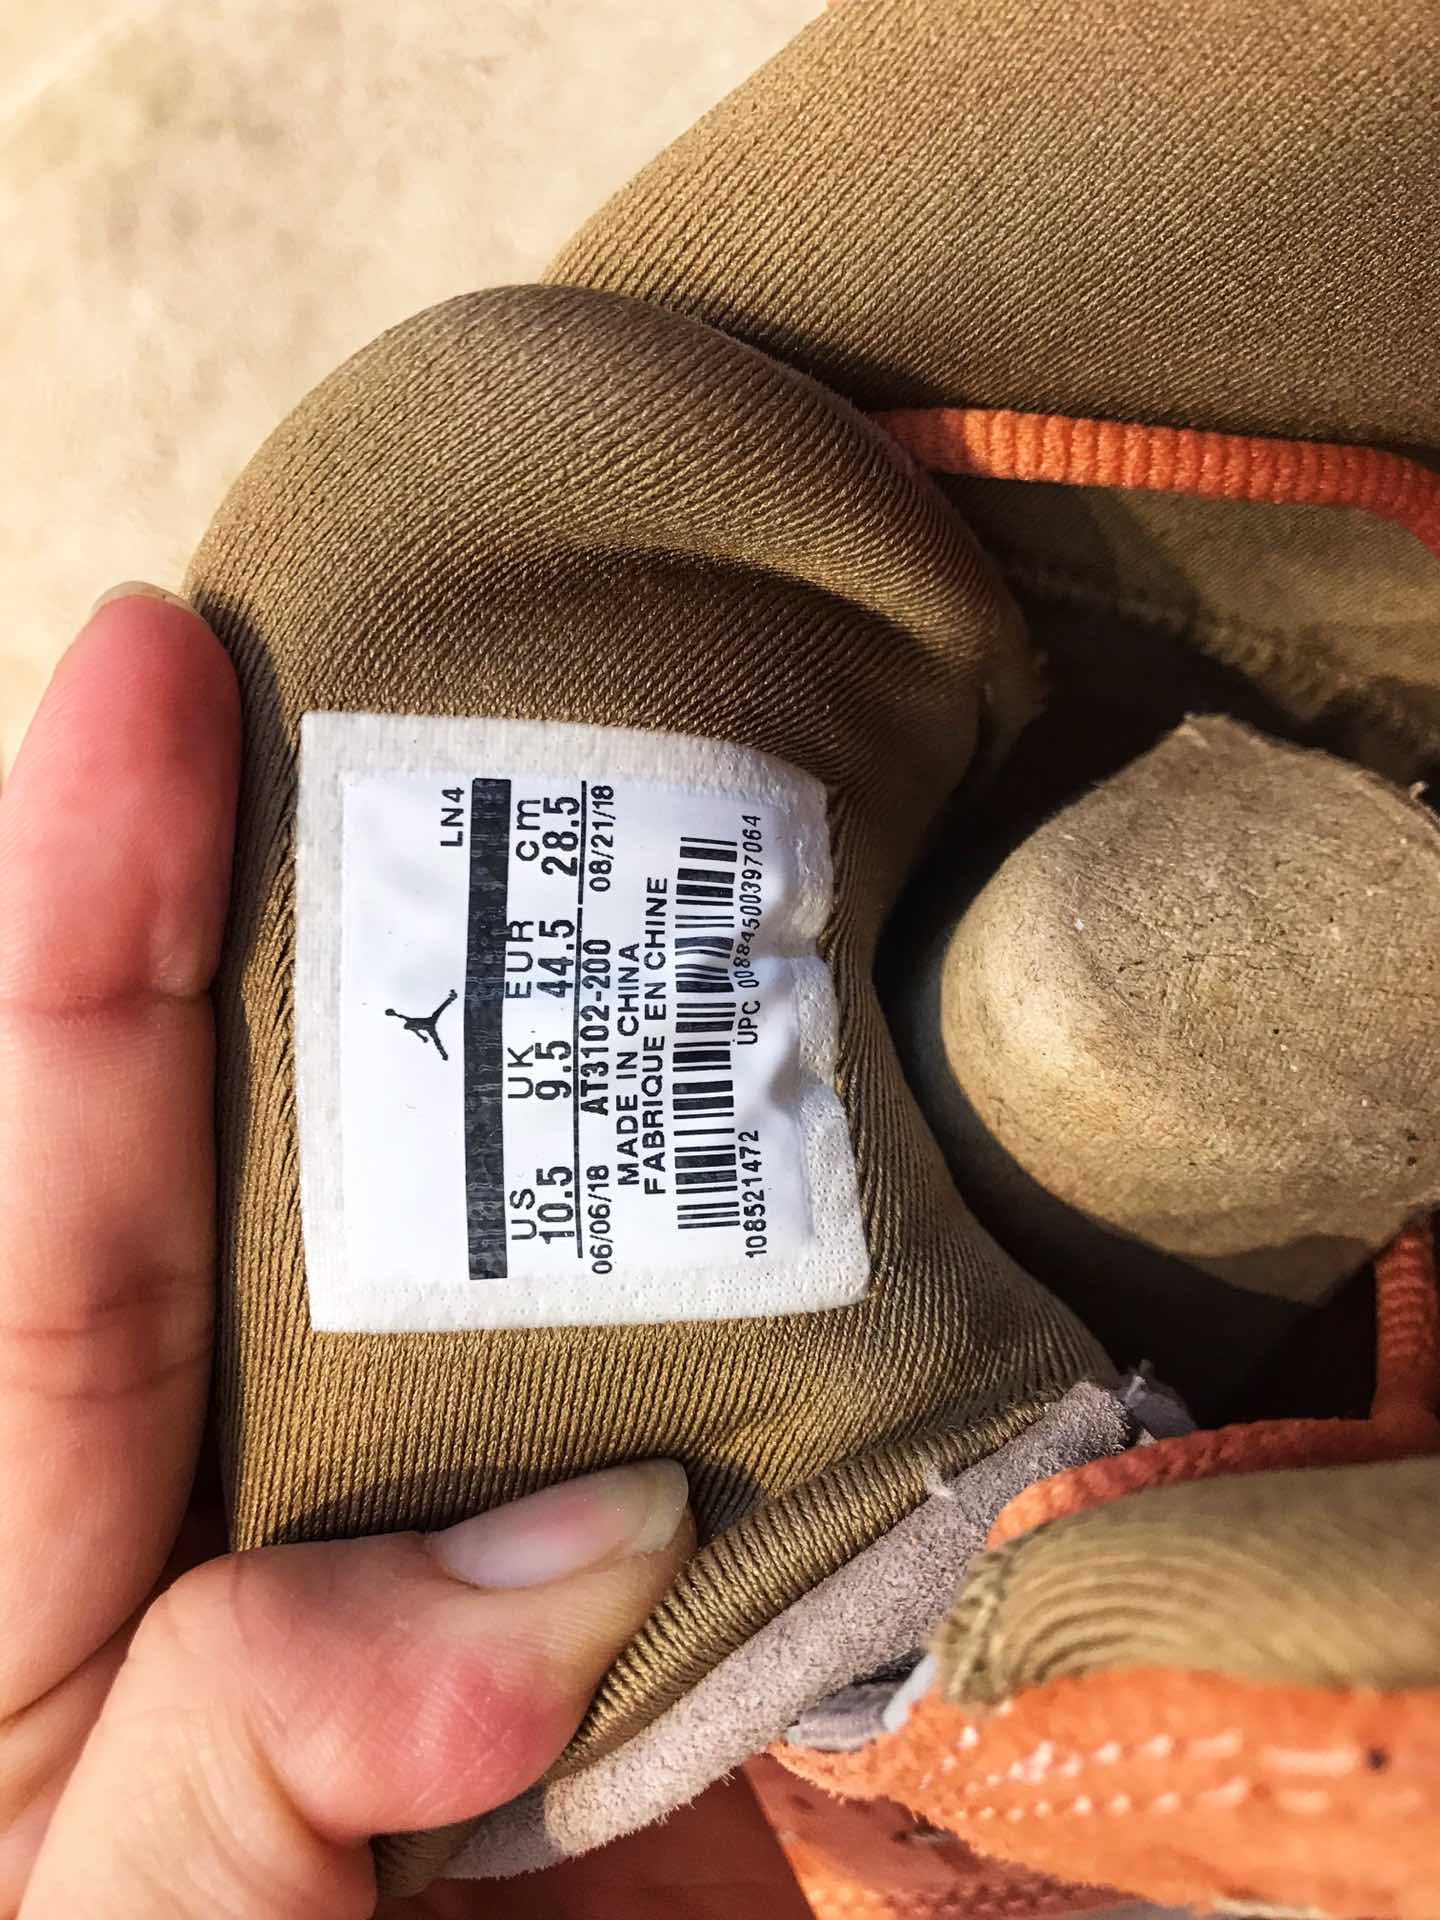 LN4
US UK EUR cm
10.5 9.5 44.5 28.5
06/06/18 AT3102-200 08/21/18
MADE IN CHINA
FABRIQUE EN CHINE
108521472 UPC 00884500397064